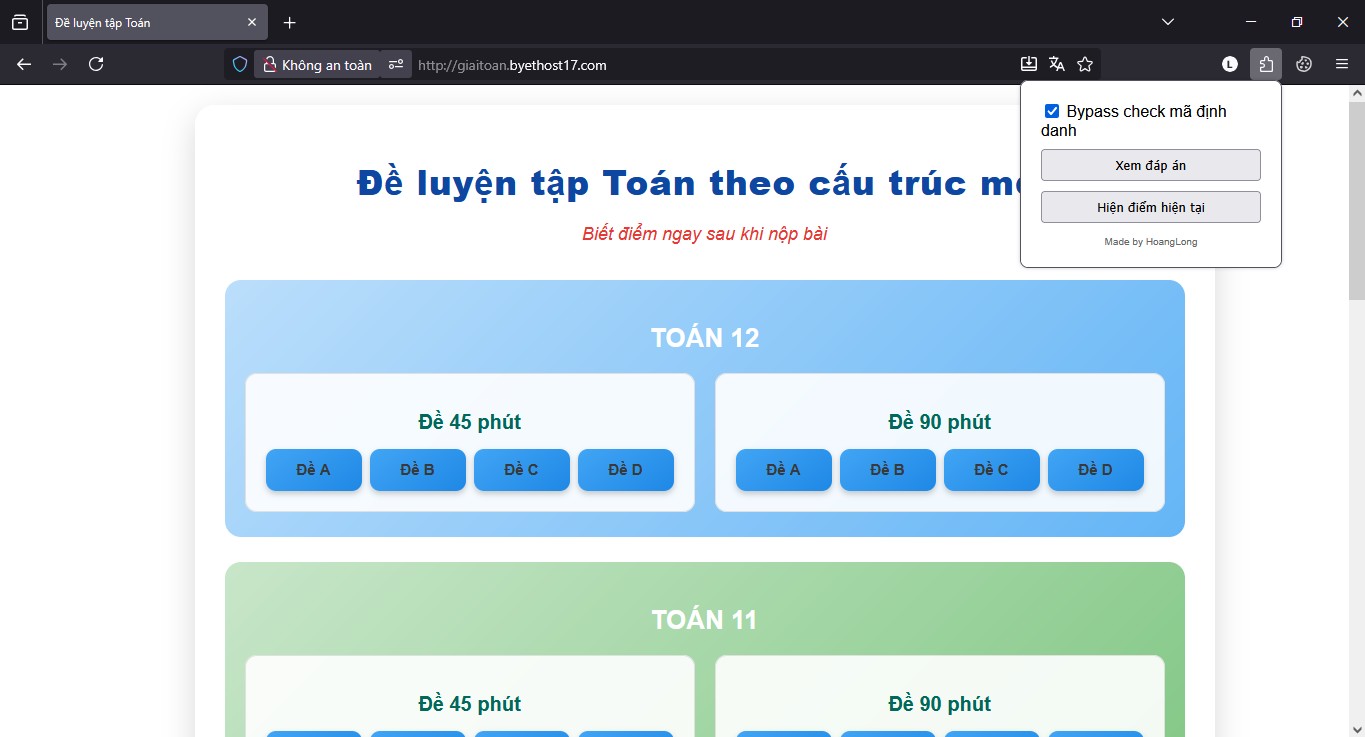 Đề luyện tập Toán
Không an toàn
http://giaitoan.byethost17.com
L
Bypass check mã định
danh
Xem đáp án
Hiện điểm hiện tại
Made by HoangLong
Đề luyện tập Toán theo cấu trúc
Biết điểm ngay sau khi nộp bài
TOÁN 12
Đề 45 phút
Đề A Đề B Đề C Đề D
Đề 90 phút
Đề A Đề B Đề C Đề D
TOÁN 11
Đề 45 phút
Đề 90 phút